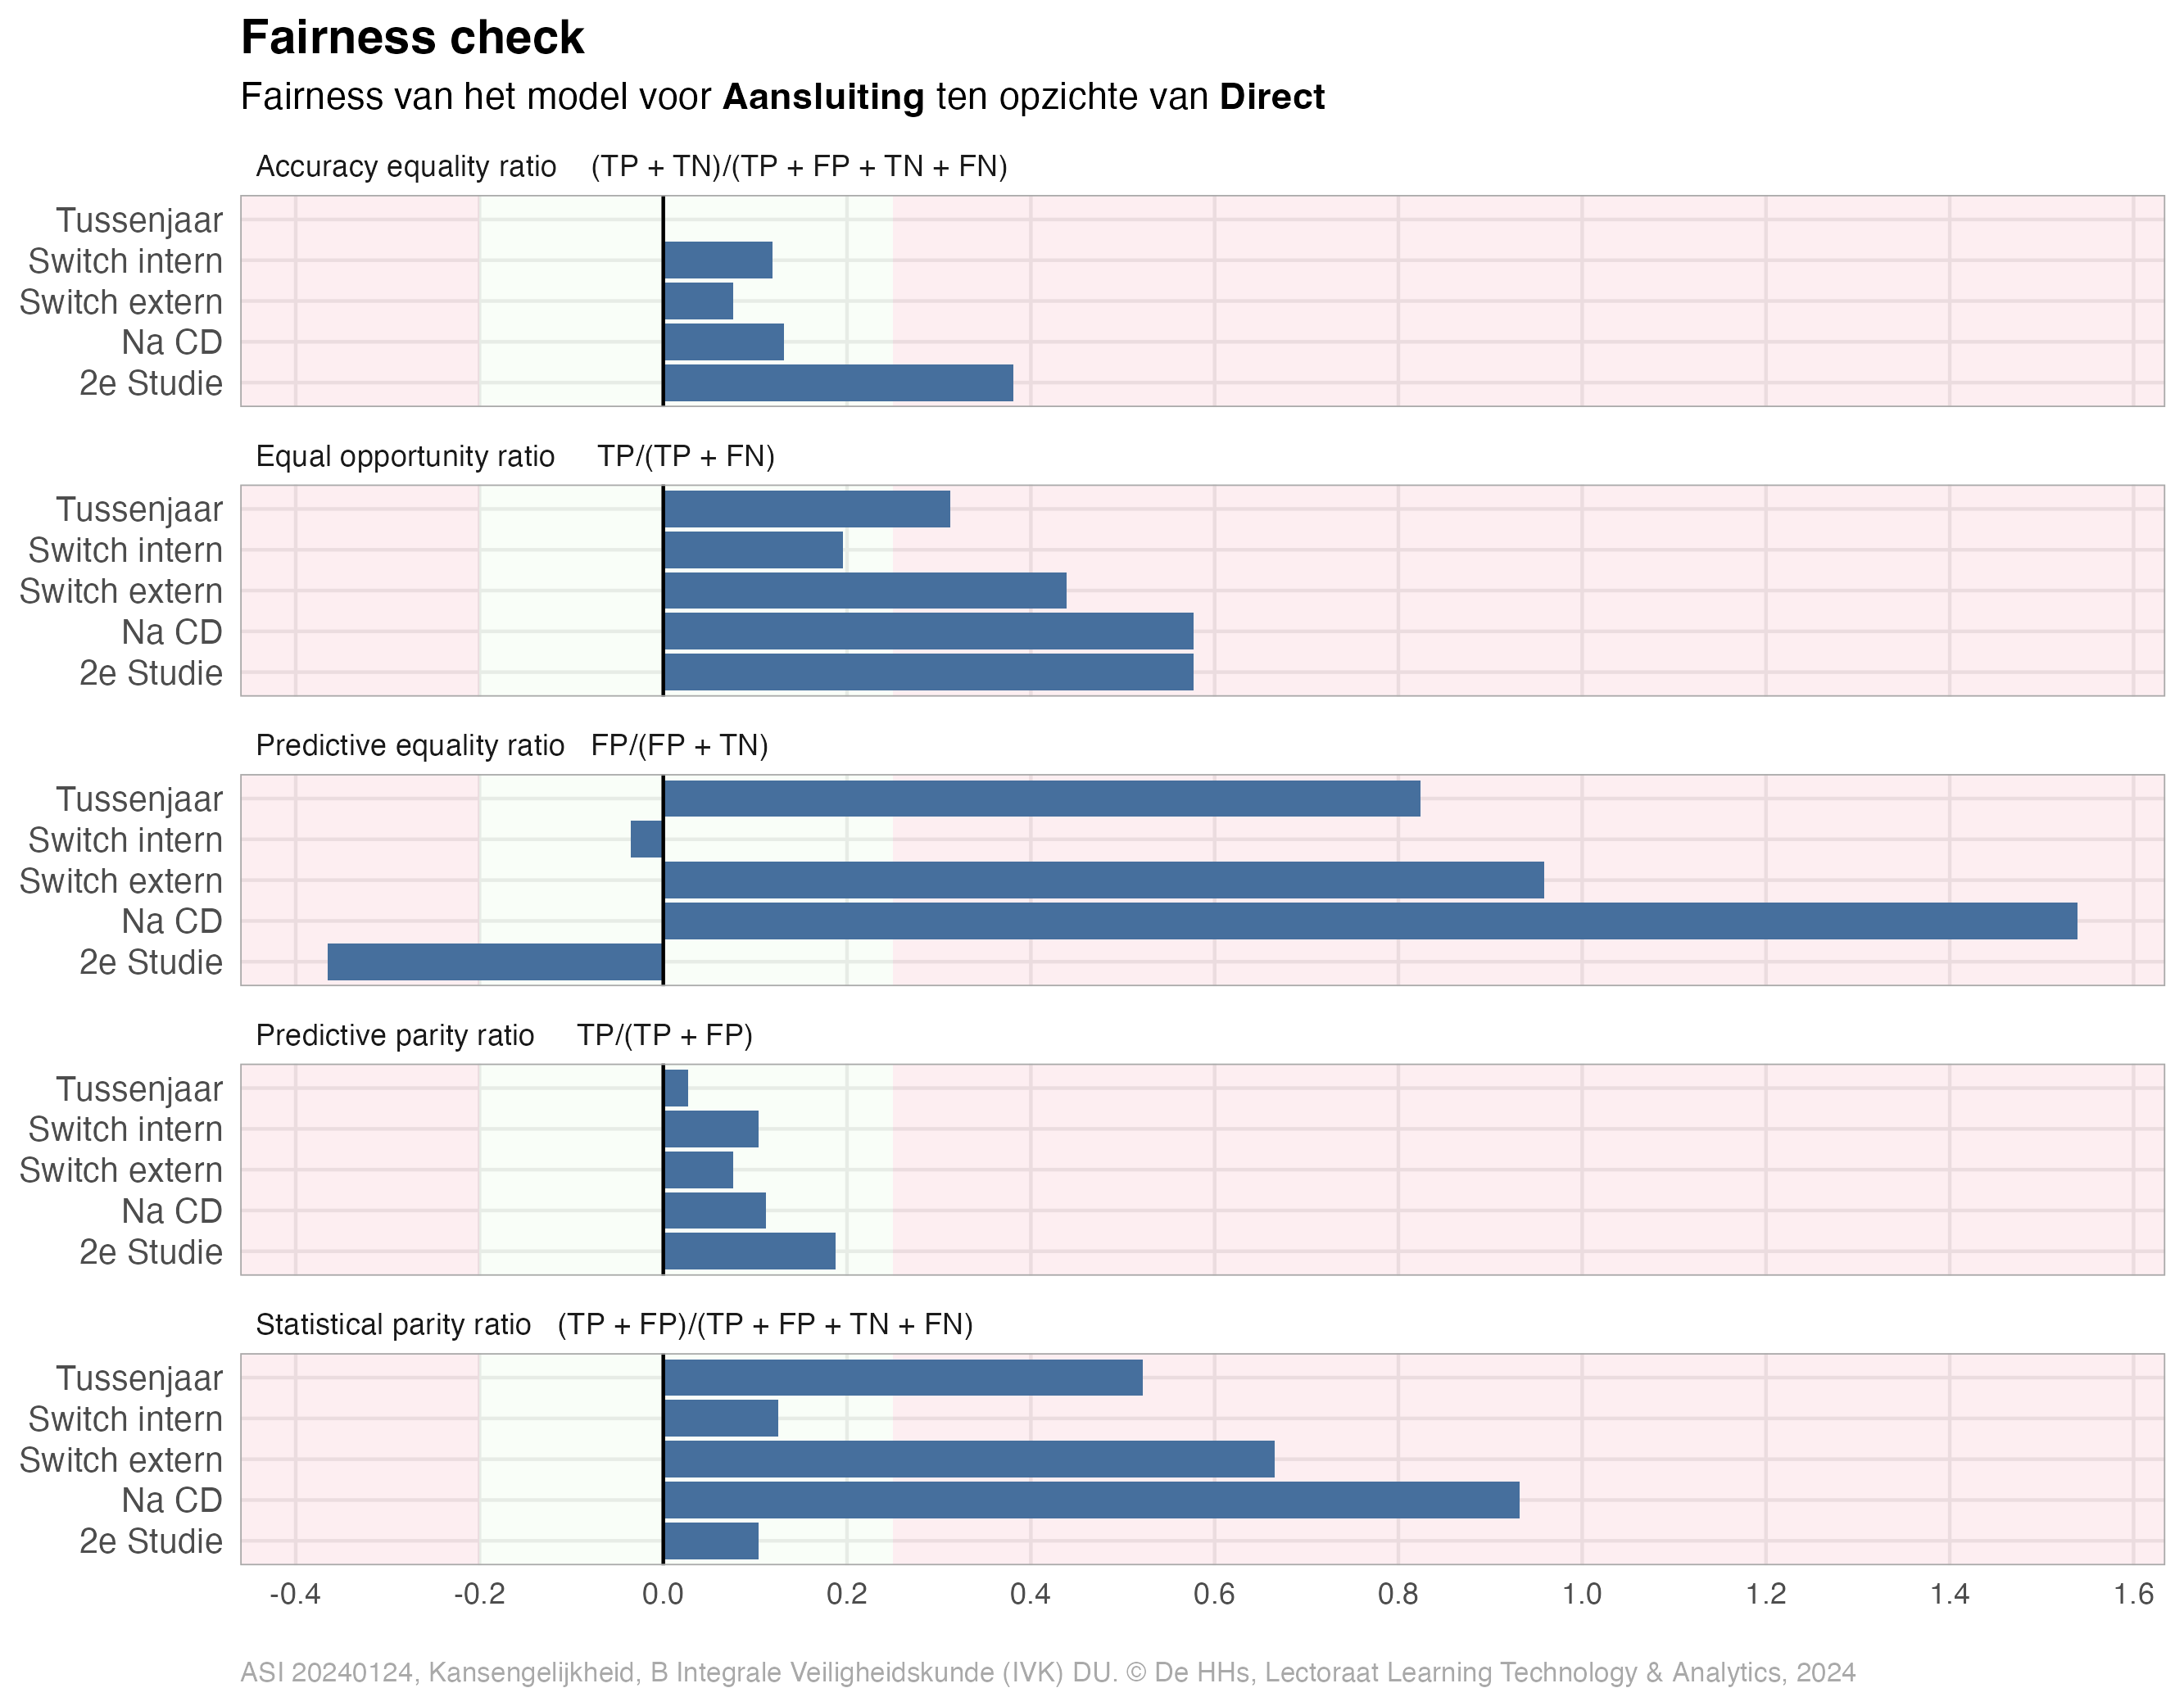 Fairness check
Fairness van het model voor Aansluiting ten opzichte van Direct
Accuracy equality ratio (TP + TN)/(TP + FP + TN + FN)
Tussenjaar
Switch intern
Switch extern
Na CD
2e Studie
Equal opportunity ratio TP/(TP + FN)
Tussenjaar
Switch intern
Switch extern
Na CD
2e Studie
Predictive equality ratio FP/(FP + TN)
Tussenjaar
Switch intern
Switch extern
Na CD
2e Studie
Predictive parity ratio TP/(TP + FP)
Tussenjaar
Switch intern
Switch extern
Na CD
2e Studie
Statistical parity ratio (TP + FP)/(TP + FP + TN + FN)
Tussenjaar
Switch intern
Switch extern
Na CD
2e Studie
-0.4 -0.2 0.0 0.2 0.4 0.6 0.8 1.0 1.2 1.4 1.6
ASI 20240124, Kansengelijkheid, B Integrale Veiligheidskunde (IVK) DU. © De HHs, Lectoraat Learning Technology & Analytics, 2024